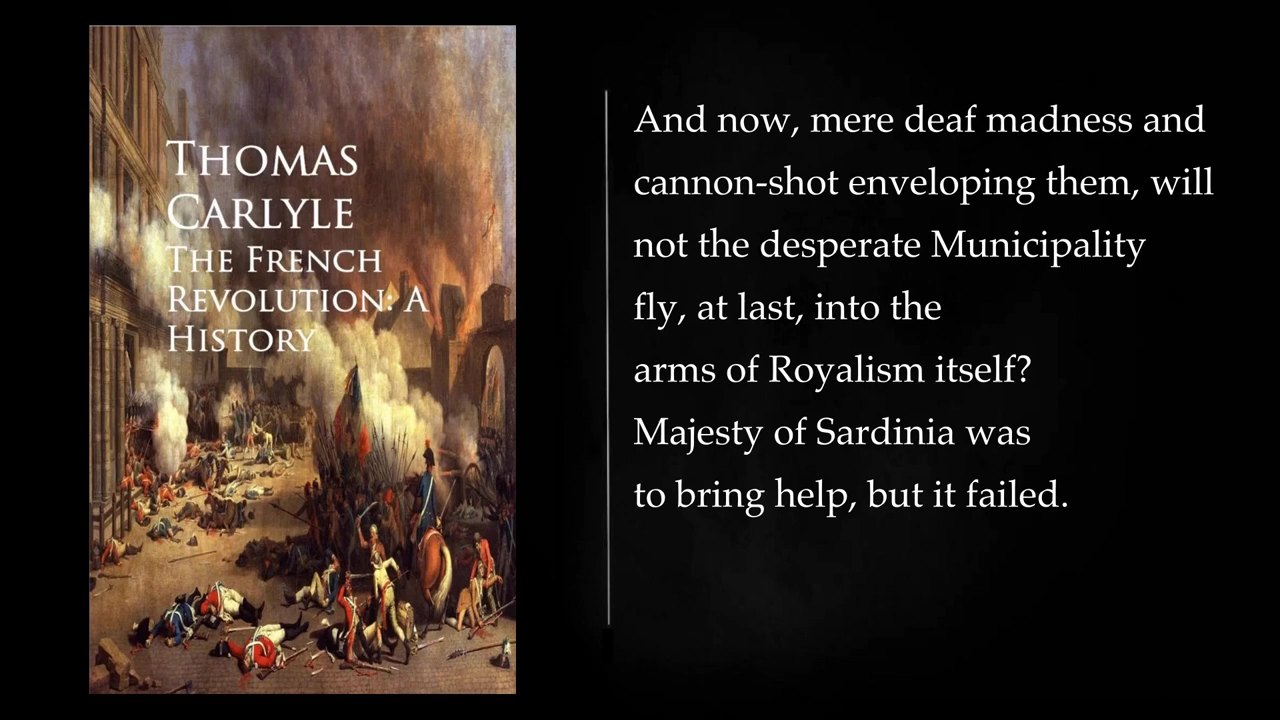 THOMAS
CARLYLE
THE FRENCH
REVOLUTION: A
HISTORY
And now, mere deaf madness and
cannon-shot enveloping them, will
not the desperate Municipality
fly, at last, into the
arms of Royalism itself?
Majesty of Sardinia was
to bring help, but it failed.